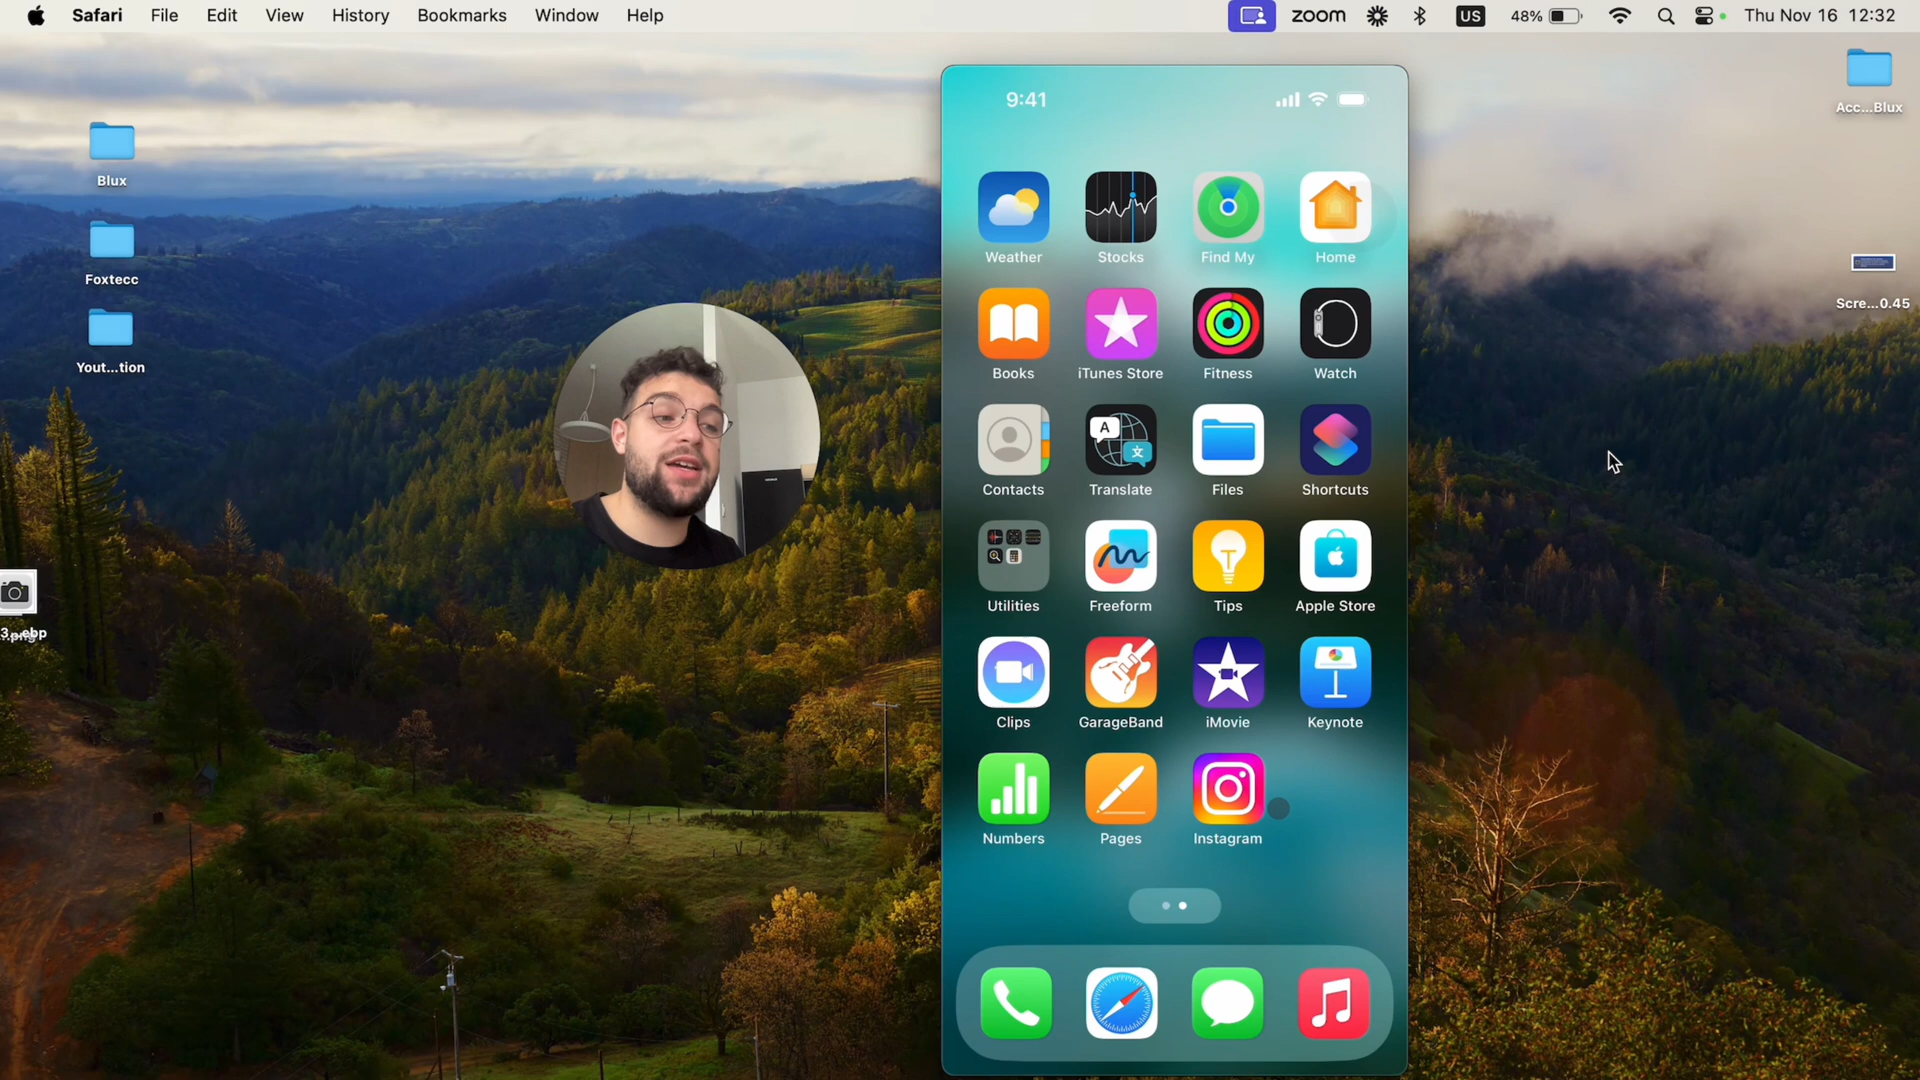 Safari File Edit View History Bookmarks Window Help zoom US 48% Thu Nov 16 12:32
Acc...Blux
Blux
Foxtecc
Yout...tion
Scre...0.45
9:41
Weather Stocks Find My Home
Books iTunes Store Fitness Watch
Contacts Translate Files Shortcuts
Utilities Freeform Tips Apple Store
Clips GarageBand iMovie Keynote
Numbers Pages Instagram